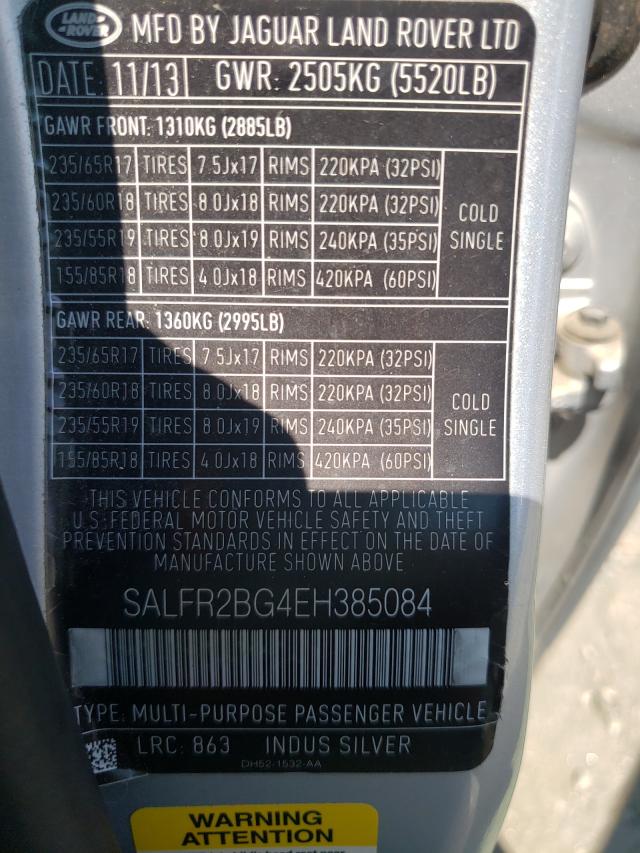 LAND ROVER MFD BY JAGUAR LAND ROVER LTD
DATE: 11/13 GWR: 2505KG (5520LB)
GAWR FRONT: 1310KG (2885LB)
235/65R17 TIRES 7.5Jx17 RIMS 220KPA (32PSI)
235/60R18 TIRES 8.0Jx18 RIMS 220KPA (32PSI)
235/55R19 TIRES 8.0Jx19 RIMS 240KPA (35PSI)
155/85R18 TIRES 4.0Jx18 RIMS 420KPA (60PSI)
COLD
SINGLE
GAWR REAR: 1360KG (2995LB)
235/65R17 TIRES 7.5Jx17 RIMS 220KPA (32PSI)
235/60R18 TIRES 8.0Jx18 RIMS 220KPA (32PSI)
235/55R19 TIRES 8.0Jx19 RIMS 240KPA (35PSI)
155/85R18 TIRES 4.0Jx18 RIMS 420KPA (60PSI)
COLD
SINGLE
THIS VEHICLE CONFORMS TO ALL APPLICABLE
U.S. FEDERAL MOTOR VEHICLE SAFETY AND THEFT
PREVENTION STANDARDS IN EFFECT ON THE DATE OF
MANUFACTURE SHOWN ABOVE
SALFR2BG4EH385084
TYPE: MULTI-PURPOSE PASSENGER VEHICLE
LRC: 863 INDUS SILVER
DH52-1532-AA
WARNING
ATTENTION